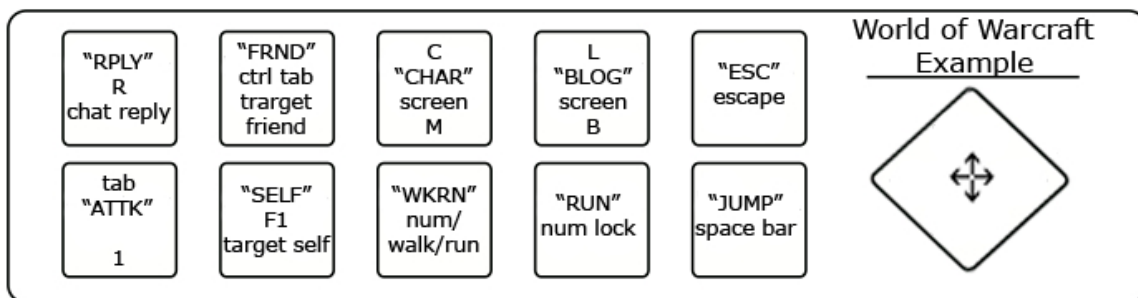 World of Warcraft
Example
“RPLY”
R
chat reply
“FRND”
ctrl tab
trarget
friend
C
“CHAR”
screen
M
L
“BLOG”
screen
B
“ESC”
escape
tab
“ATTK”
1
“SELF”
F1
target self
“WKRN”
num/
walk/run
“RUN”
num lock
“JUMP”
space bar